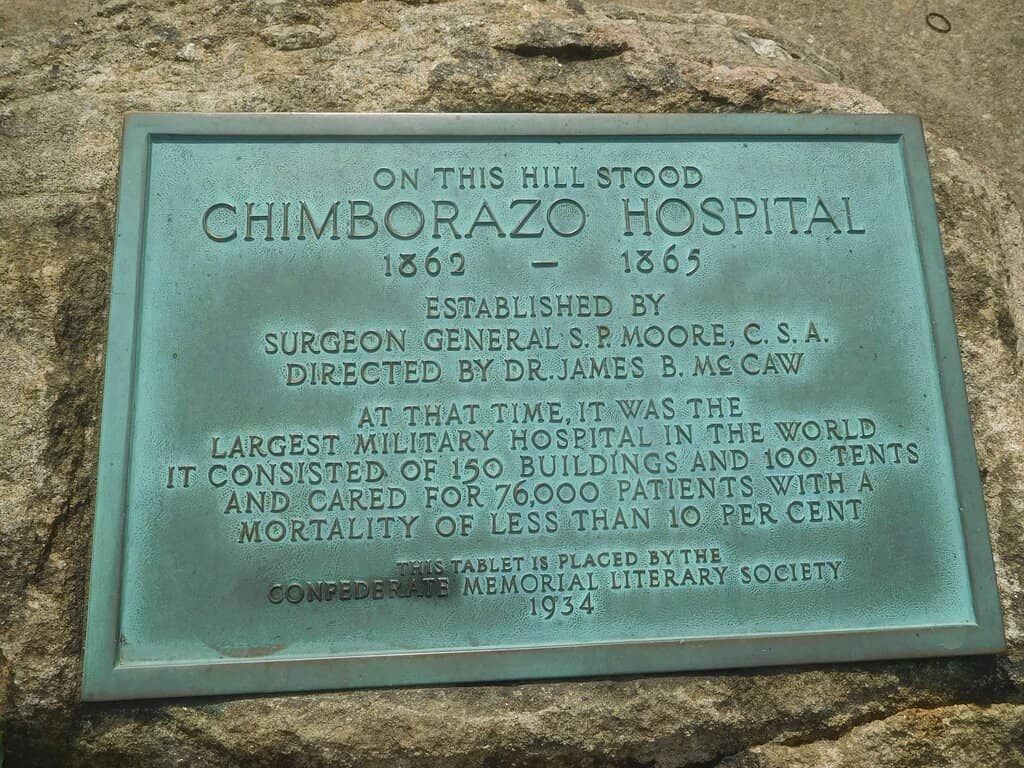 ON THIS HILL STOOD
CHIMBORAZO HOSPITAL
1862 — 1865
ESTABLISHED BY
SURGEON GENERAL S. P. MOORE, C. S. A.
DIRECTED BY DR. JAMES B. McCAW
AT THAT TIME, IT WAS THE
LARGEST MILITARY HOSPITAL IN THE WORLD
IT CONSISTED OF 150 BUILDINGS AND 100 TENTS
AND CARED FOR 76,000 PATIENTS WITH A
MORTALITY OF LESS THAN 10 PER CENT
THIS TABLET IS PLACED BY THE
CONFEDERATE MEMORIAL LITERARY SOCIETY
1934